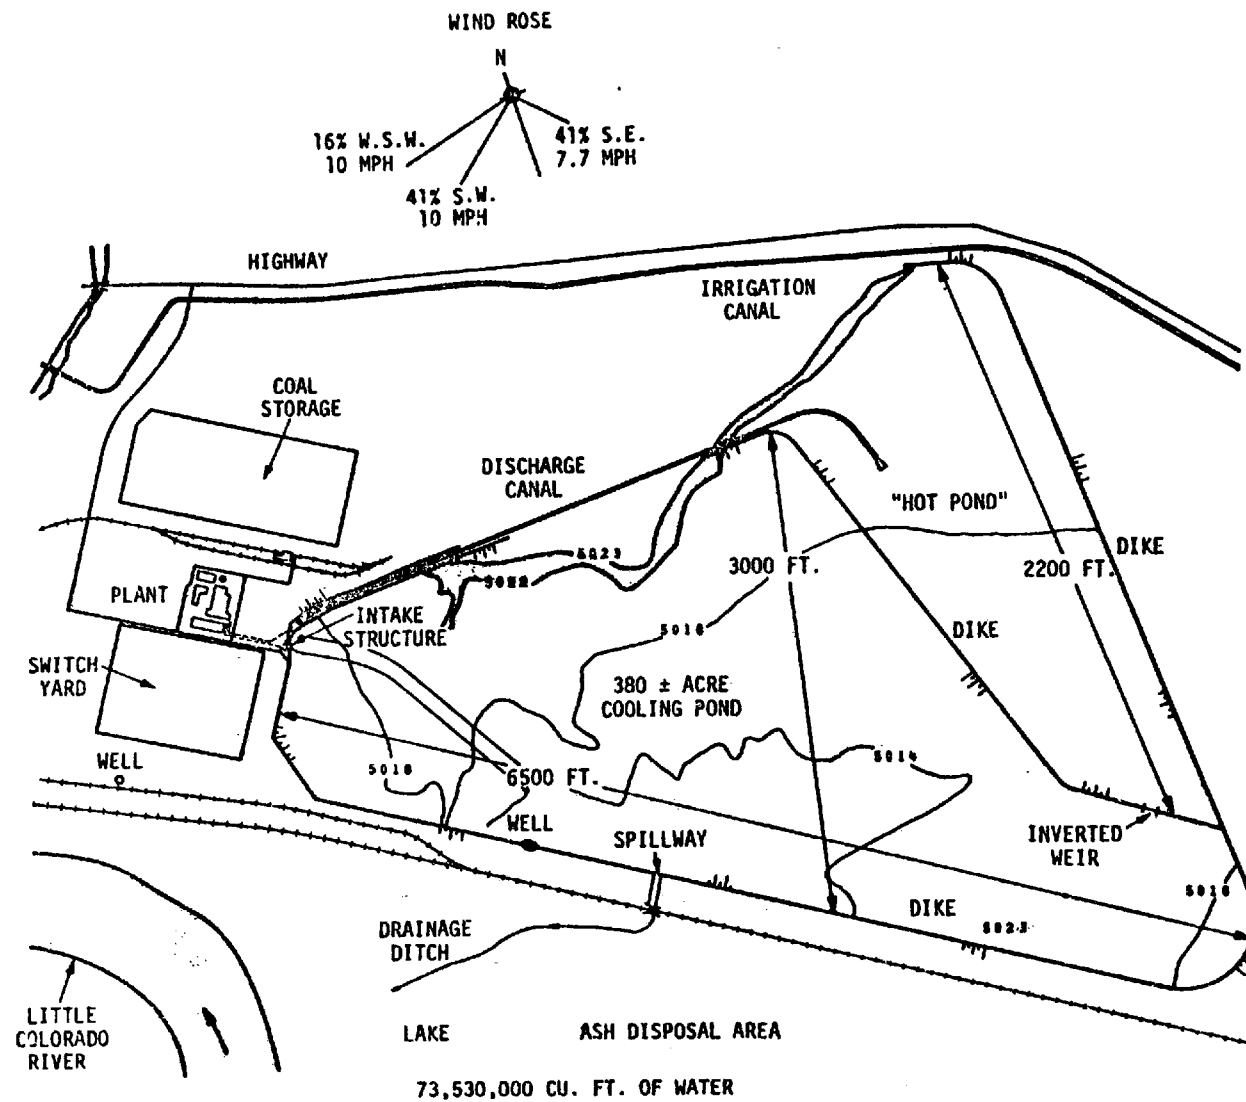 WIND ROSE
N
16% W.S.W.
10 MPH
41% S.E.
7.7 MPH
41% S.W.
10 MPH
HIGHWAY
IRRIGATION
CANAL
COAL
STORAGE
DISCHARGE
CANAL
"HOT POND"
5023
5022
3000 FT.
DIKE
2200 FT.
PLANT
INTAKE
STRUCTURE
5016
DIKE
SWITCH
YARD
380 ± ACRE
COOLING POND
WELL
5018
6500 FT.
5014
WELL
SPILLWAY
INVERTED
WEIR
5016
DIKE
5023
DRAINAGE
DITCH
LITTLE
COLORADO
RIVER
LAKE
ASH DISPOSAL AREA
73,530,000 CU. FT. OF WATER